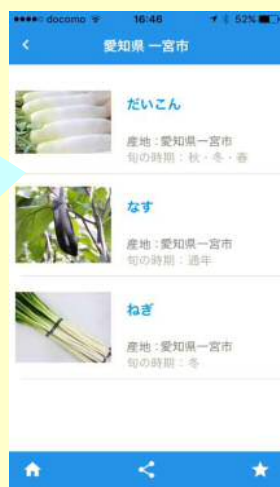 docomo 16:46 52%
愛知県 一宮市
だいこん
産地：愛知県一宮市
旬の時期：秋・冬・春
なす
産地：愛知県一宮市
旬の時期：通年
ねぎ
産地：愛知県一宮市
旬の時期：冬